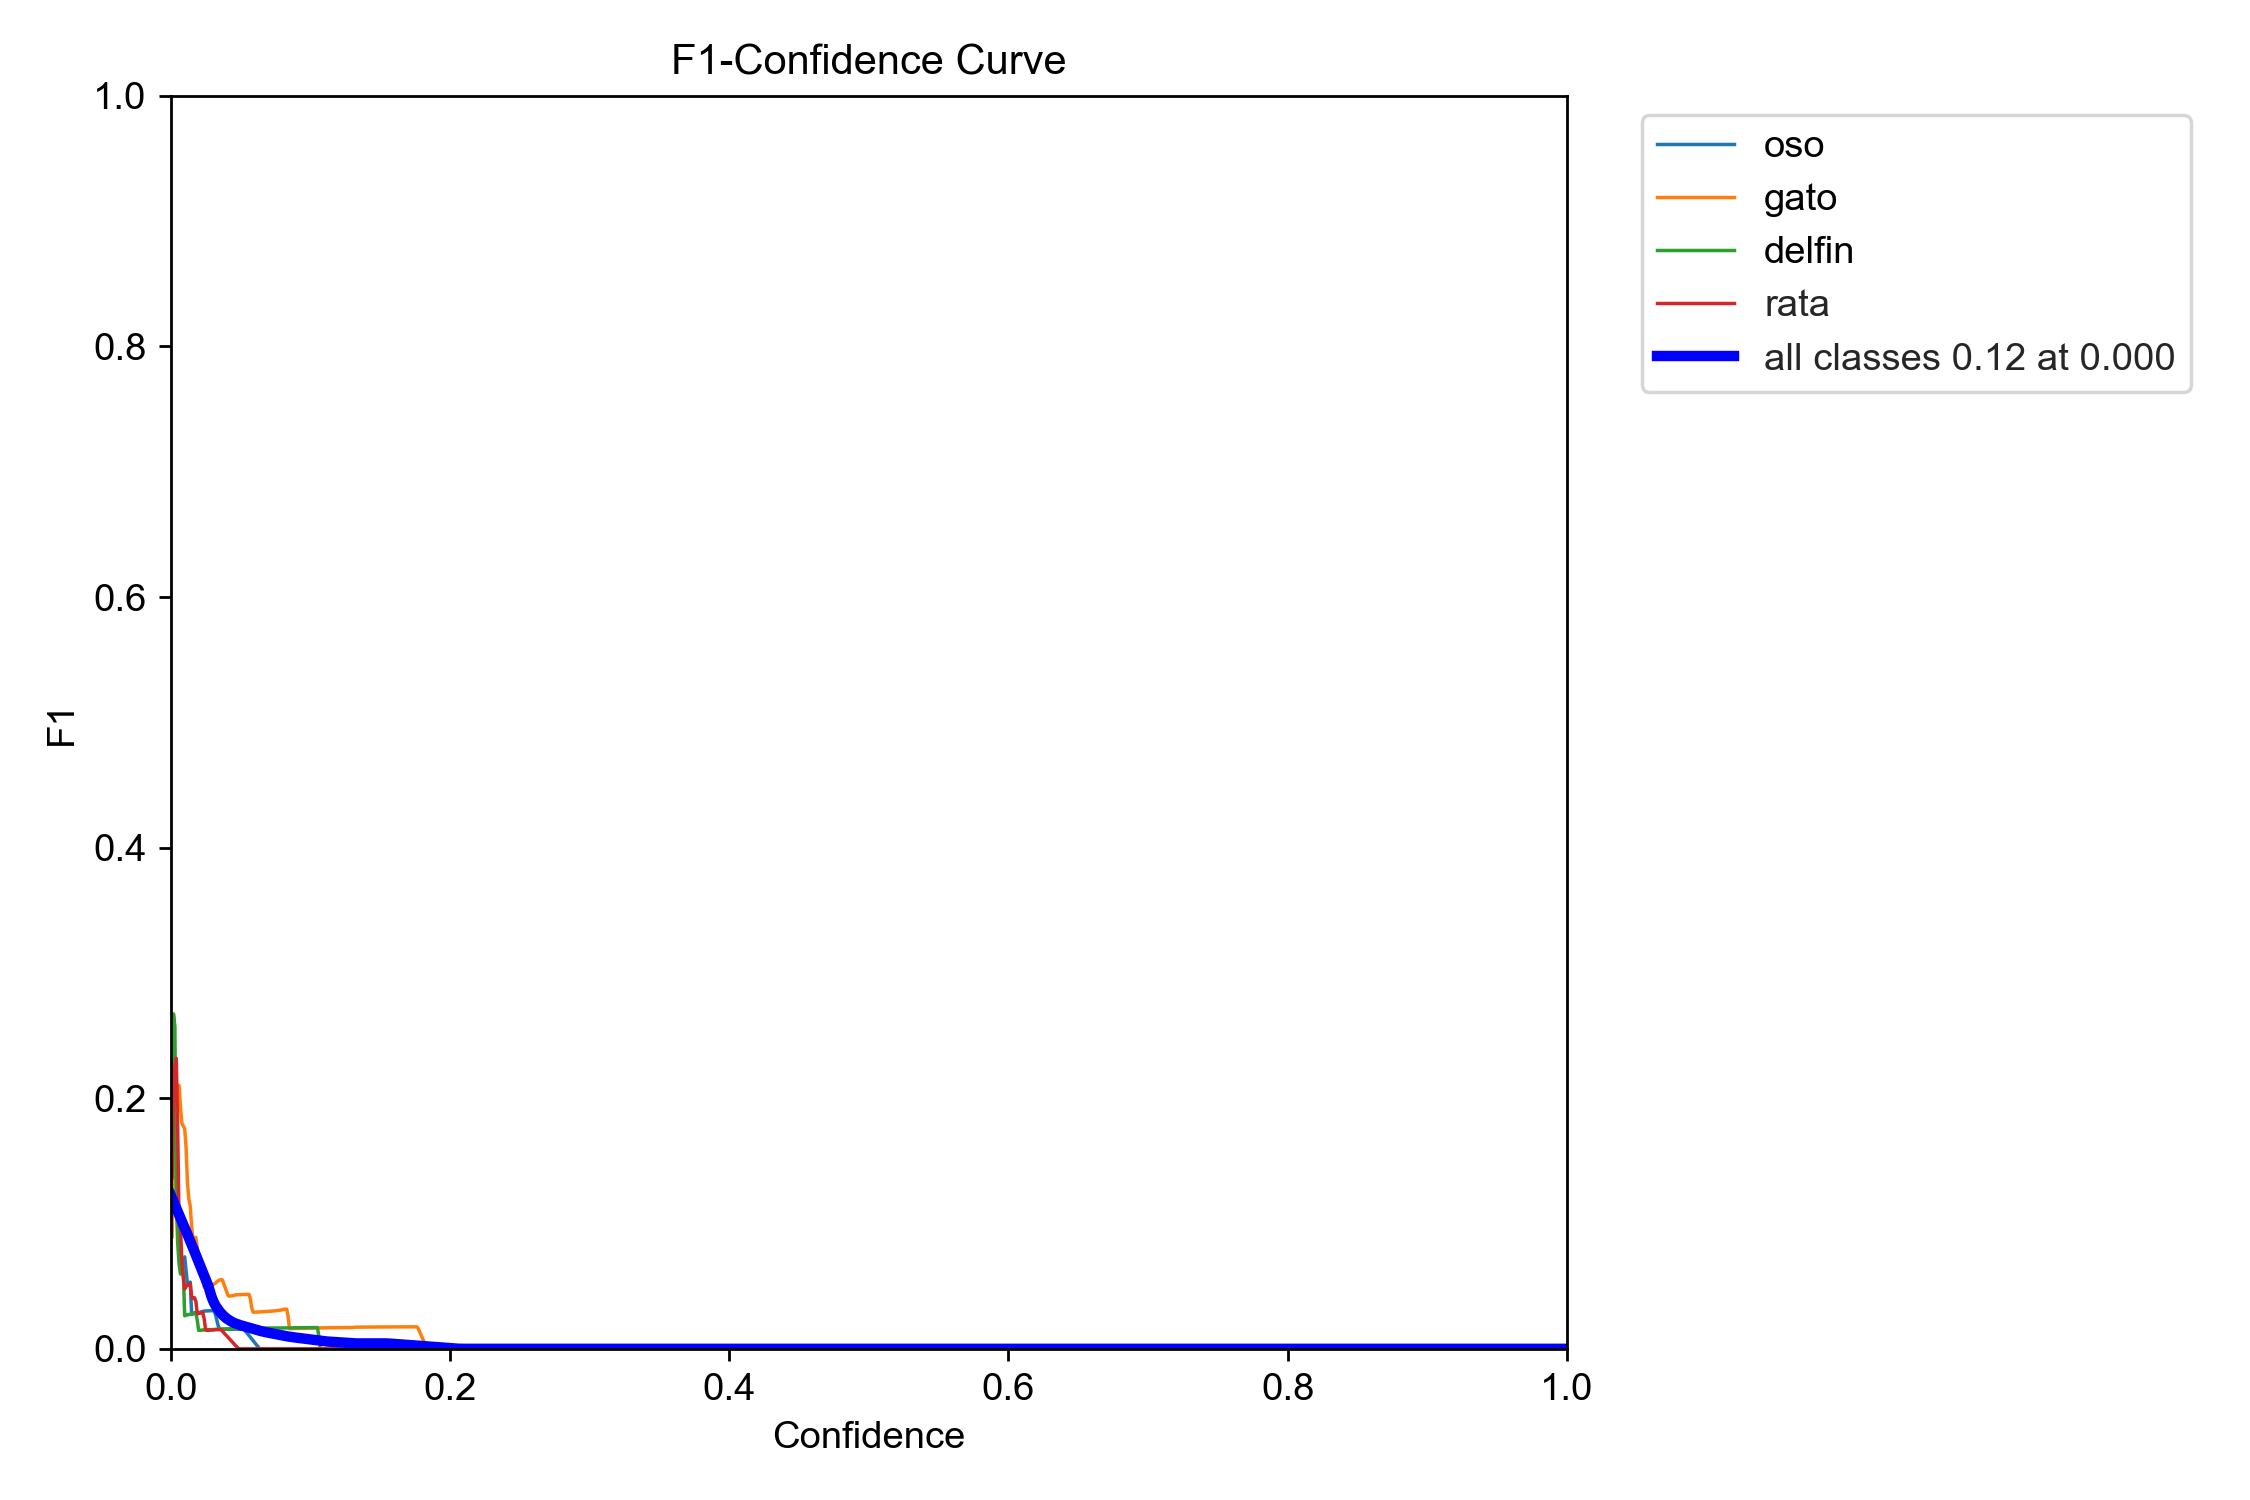 F1-Confidence Curve
1.0
0.8
0.6
0.4
0.2
0.0
F1
0.0 0.2 0.4 0.6 0.8 1.0
Confidence
oso
gato
delfin
rata
all classes 0.12 at 0.000